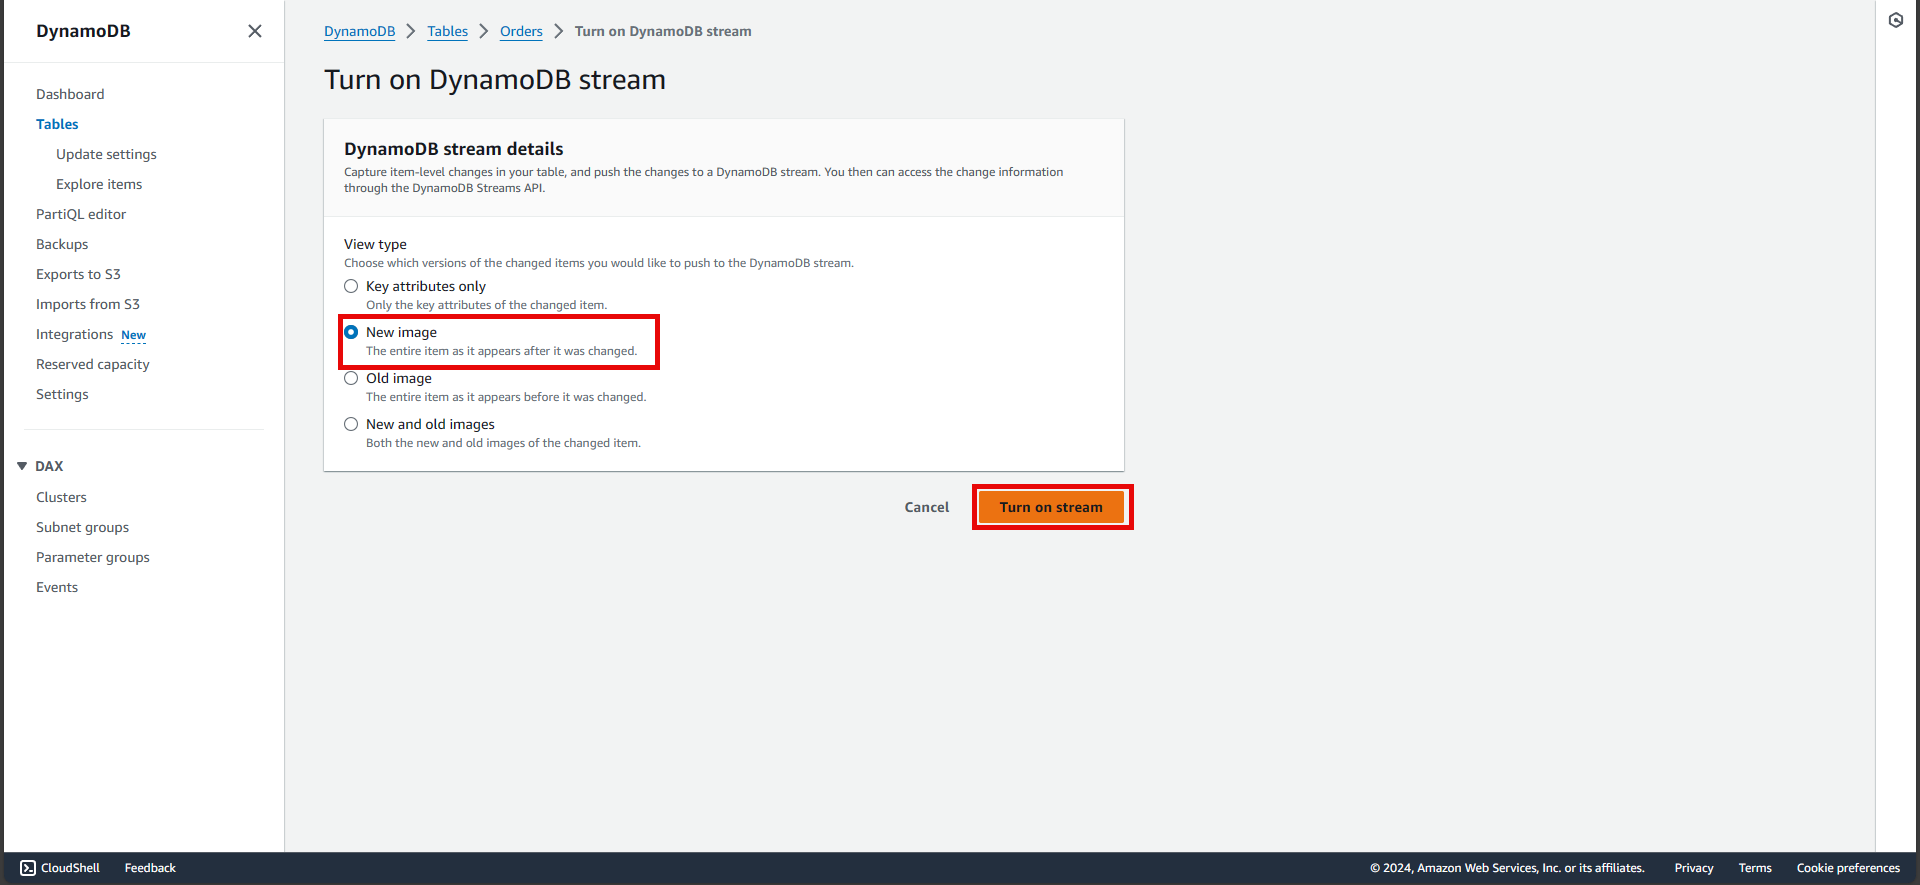 DynamoDB
Dashboard
Tables
Update settings
Explore items
PartiQL editor
Backups
Exports to S3
Imports from S3
Integrations New
Reserved capacity
Settings
DAX
Clusters
Subnet groups
Parameter groups
Events
DynamoDB Tables Orders Turn on DynamoDB stream
Turn on DynamoDB stream
DynamoDB stream details
Capture item-level changes in your table, and push the changes to a DynamoDB stream. You then can access the change information
through the DynamoDB Streams API.
View type
Choose which versions of the changed items you would like to push to the DynamoDB stream.
Key attributes only
Only the key attributes of the changed item.
New image
The entire item as it appears after it was changed.
Old image
The entire item as it appears before it was changed.
New and old images
Both the new and old images of the changed item.
Cancel Turn on stream
CloudShell Feedback © 2024, Amazon Web Services, Inc. or its affiliates. Privacy Terms Cookie preferences